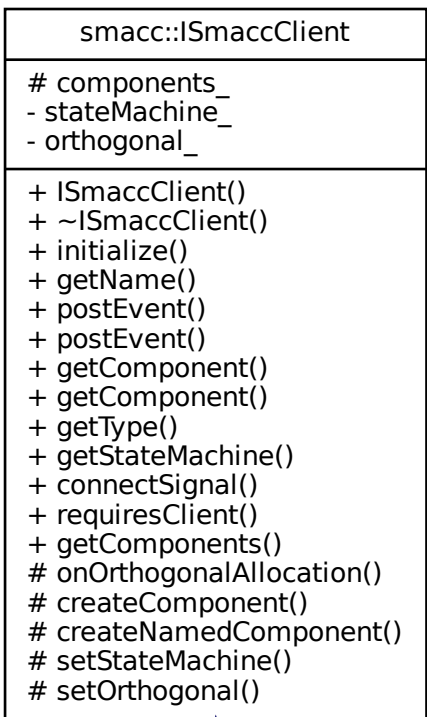 smacc::ISmaccClient
# components_
- stateMachine_
- orthogonal_
+ ISmaccClient()
+ ~ISmaccClient()
+ initialize()
+ getName()
+ postEvent()
+ postEvent()
+ getComponent()
+ getComponent()
+ getType()
+ getStateMachine()
+ connectSignal()
+ requiresClient()
+ getComponents()
# onOrthogonalAllocation()
# createComponent()
# createNamedComponent()
# setStateMachine()
# setOrthogonal()